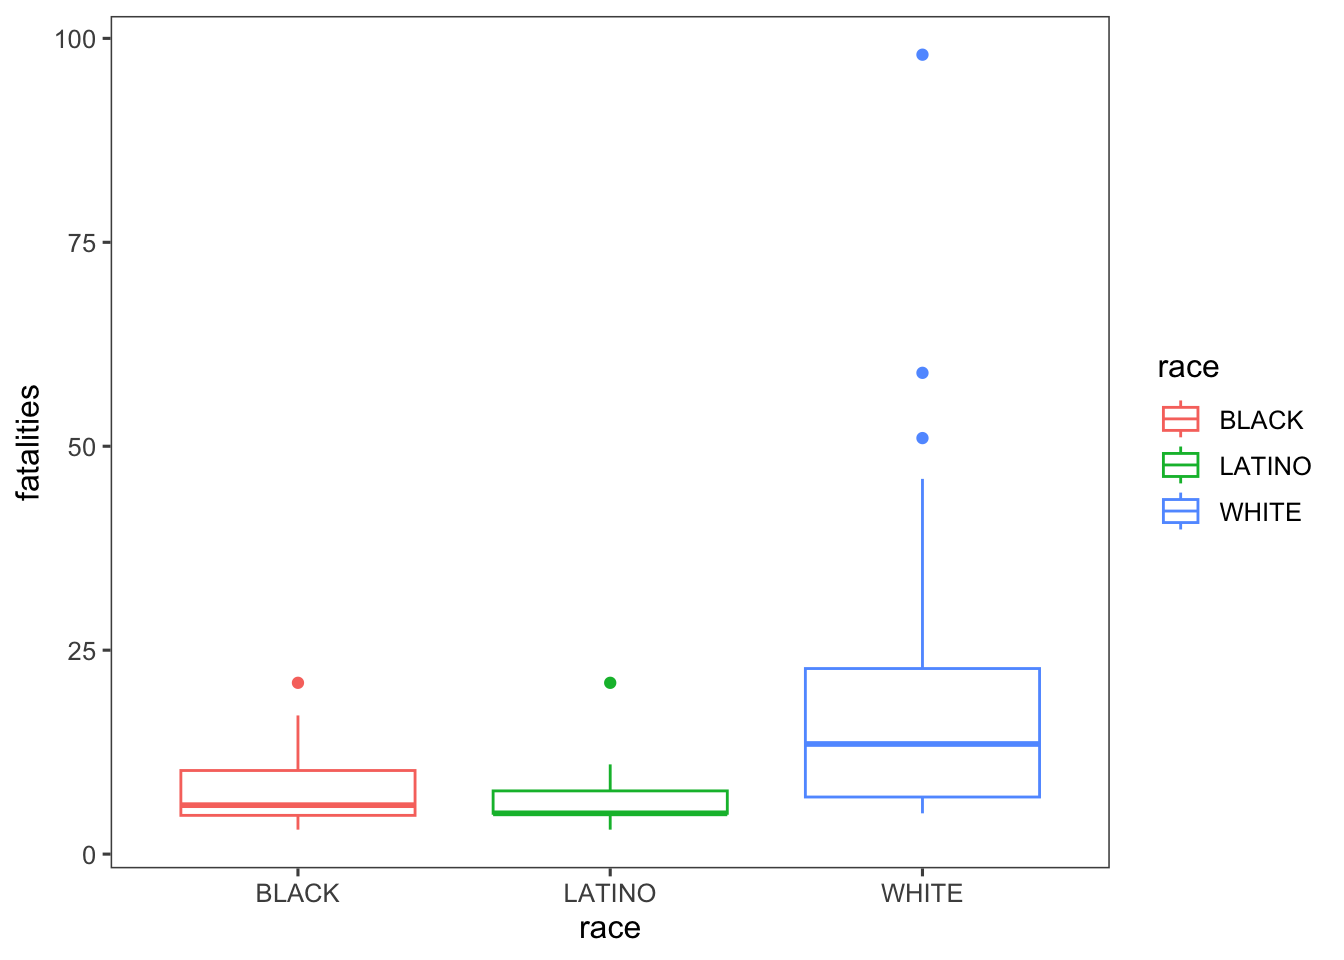 100
75
50
25
0
fatalities
BLACK
LATINO
WHITE
race
race
BLACK
LATINO
WHITE